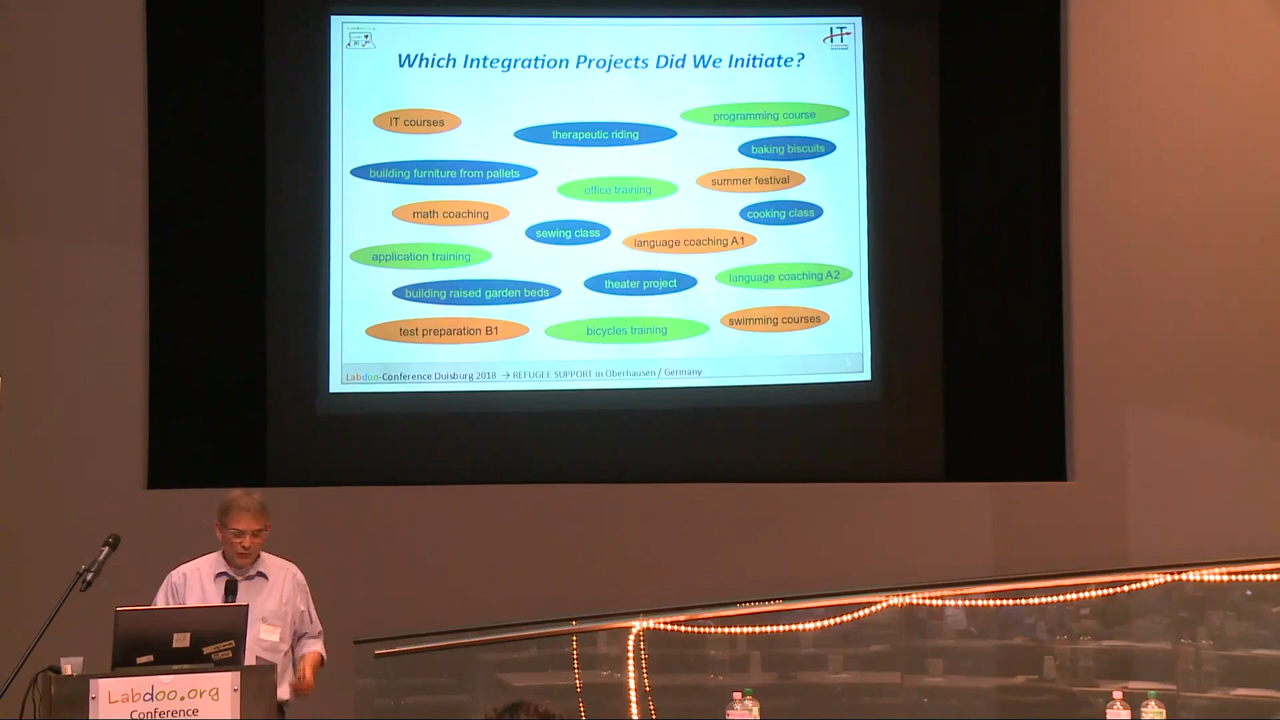 IT
Which Integration Projects Did We Initiate?
IT courses
therapeutic riding
programming course
baking biscuits
building furniture from pallets
office training
summer festival
math coaching
sewing class
cooking class
language coaching A1
application training
building raised garden beds
theater project
language coaching A2
test preparation B1
bicycles training
swimming courses
5
Labdoo-Conference Duisburg 2018 → REFUGEE SUPPORT in Oberhausen / Germany
Labdoo.org
Conference